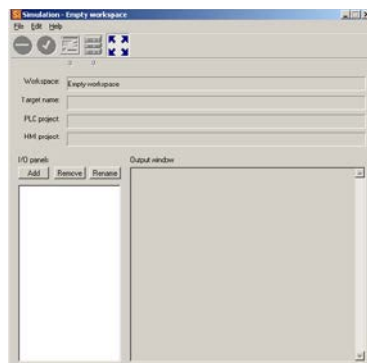 Simulation - Empty workspace
File Edit Help
Workspace: Empty workspace
Target name:
PLC project:
HMI project:
I/O panels Output window
Add Remove Rename